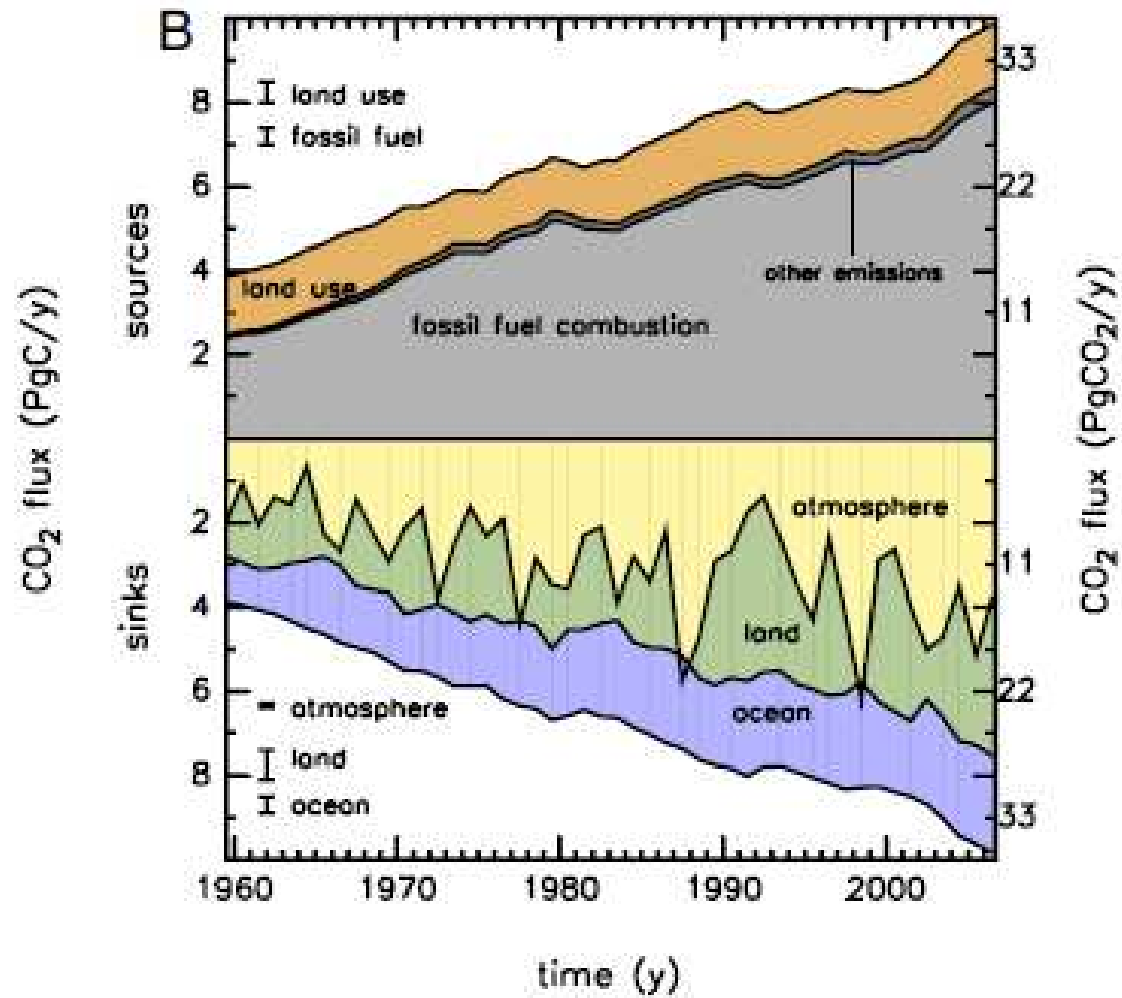 B
I land use
I fossil fuel
8
6
4
2
2
4
6
8
33
22
11
11
22
33
land use
other emissions
fossil fuel combustion
atmosphere
land
ocean
= atmosphere
I land
I ocean
sources
sinks
CO₂ flux (PgC/y)
CO₂ flux (PgCO₂/y)
1960 1970 1980 1990 2000
time (y)